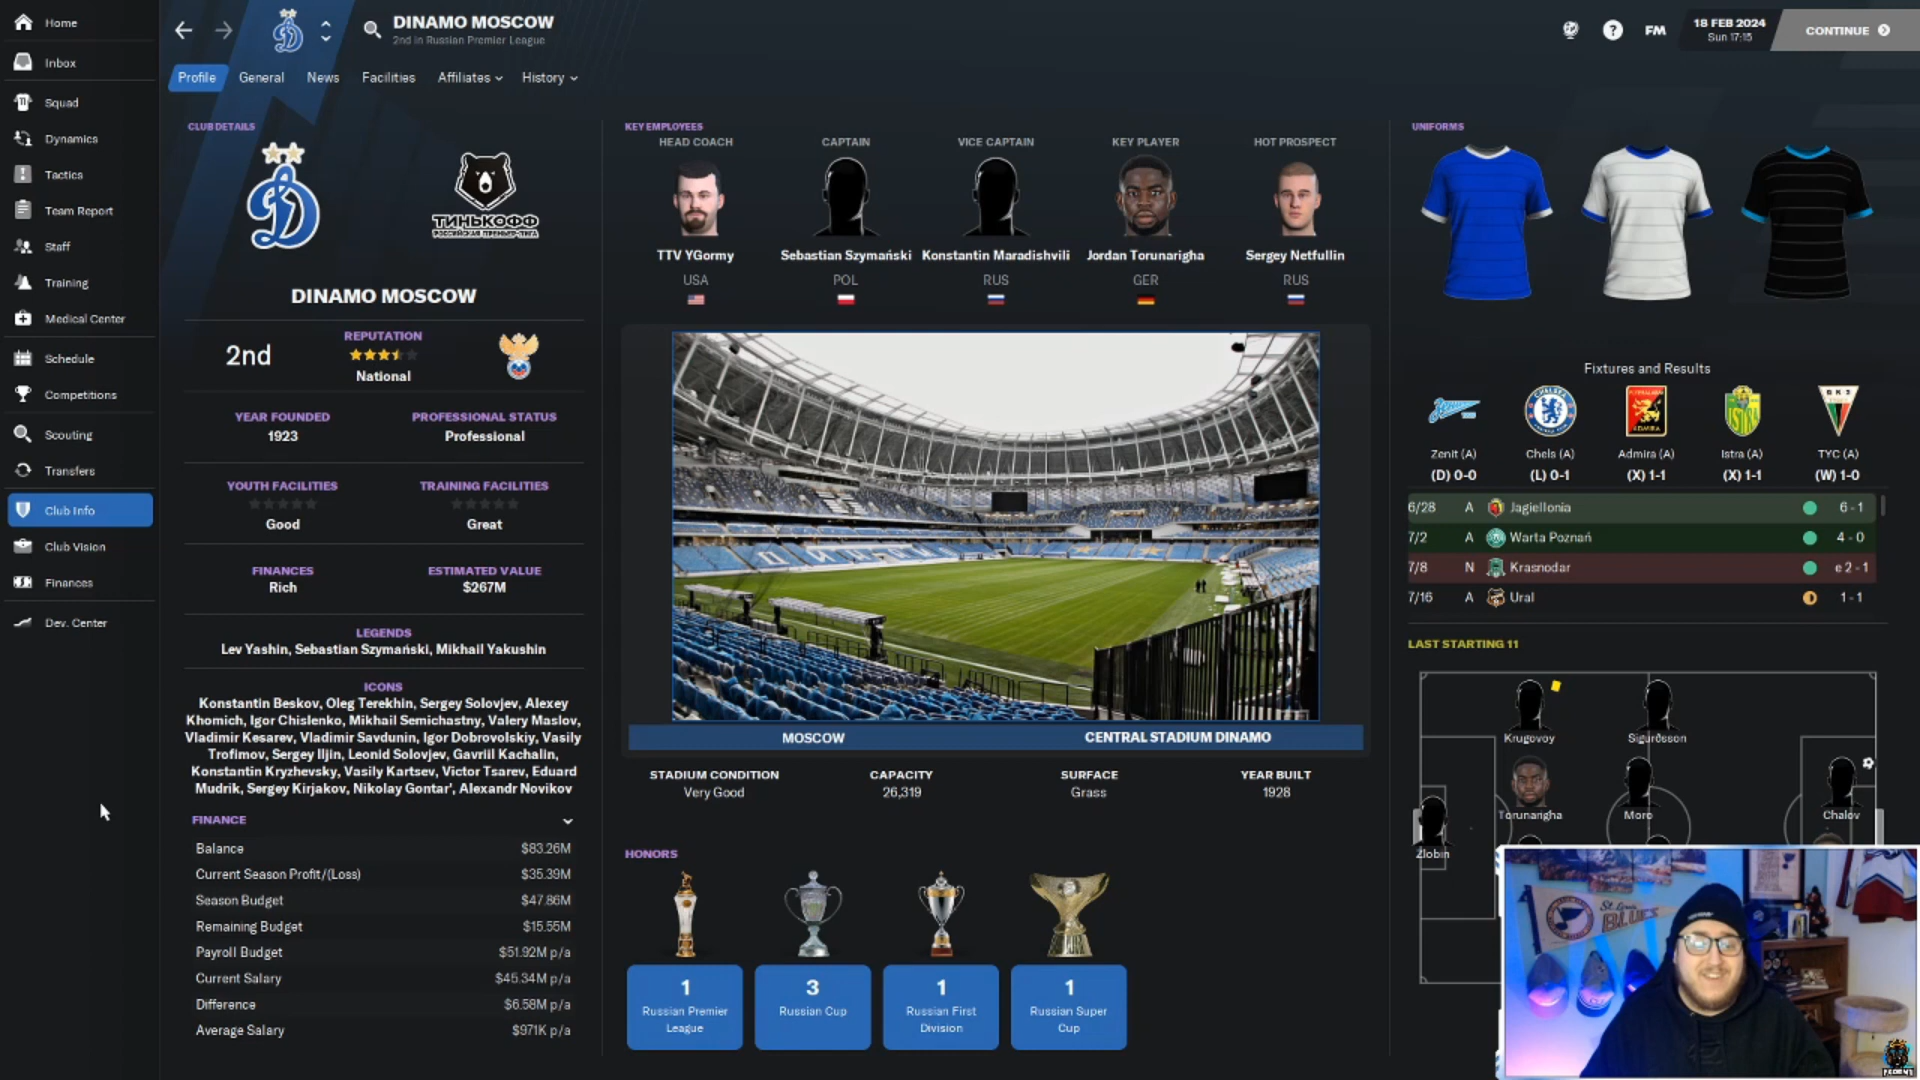 Home
Inbox
Squad
Dynamics
Tactics
Team Report
Staff
Training
Medical Center
Schedule
Competitions
Scouting
Transfers
Club Info
Club Vision
Finances
Dev. Center
DINAMO MOSCOW
2nd in Russian Premier League
FM
18 FEB 2024
Sun 17:15
CONTINUE
Profile General News Facilities Affiliates History
CLUB DETAILS
ТИНЬКОФФ
РОССИЙСКАЯ ПРЕМЬЕР-ЛИГА
DINAMO MOSCOW
2nd
REPUTATION
National
YEAR FOUNDED
1923
PROFESSIONAL STATUS
Professional
YOUTH FACILITIES
Good
TRAINING FACILITIES
Great
FINANCES
Rich
ESTIMATED VALUE
$267M
LEGENDS
Lev Yashin, Sebastian Szymański, Mikhail Yakushin
ICONS
Konstantin Beskov, Oleg Terekhin, Sergey Solovjev, Alexey
Khomich, Igor Chislenko, Mikhail Semichastny, Valery Maslov,
Vladimir Kesarev, Vladimir Savdunin, Igor Dobrovolskiy, Vasily
Trofimov, Sergey Iljin, Leonid Solovjev, Gavriil Kachalin,
Konstantin Kryzhevsky, Vasily Kartsev, Victor Tsarev, Eduard
Mudrik, Sergey Kirjakov, Nikolay Gontar', Alexandr Novikov
FINANCE
Balance $83.26M
Current Season Profit/(Loss) $35.39M
Season Budget $47.86M
Remaining Budget $15.55M
Payroll Budget $51.92M p/a
Current Salary $45.34M p/a
Difference $6.58M p/a
Average Salary $971K p/a
KEY EMPLOYEES
HEAD COACH
TTV YGormy
USA
CAPTAIN
Sebastian Szymański
POL
VICE CAPTAIN
Konstantin Maradishvili
RUS
KEY PLAYER
Jordan Torunarigha
GER
HOT PROSPECT
Sergey Netfullin
RUS
MOSCOW CENTRAL STADIUM DINAMO
STADIUM CONDITION
Very Good
CAPACITY
26,319
SURFACE
Grass
YEAR BUILT
1928
HONORS
1
Russian Premier
League
3
Russian Cup
1
Russian First
Division
1
Russian Super
Cup
UNIFORMS
Fixtures and Results
Zenit (A)
(D) 0-0
Chels (A)
(L) 0-1
Admira (A)
(X) 1-1
Istra (A)
(X) 1-1
TYC (A)
(W) 1-0
6/28 A Jagiellonia 6 - 1
7/2 A Warta Poznań 4 - 0
7/8 N Krasnodar e 2 - 1
7/16 A Ural 1 - 1
LAST STARTING 11
Krugovoy
Sigurðsson
Torunarigha
Moro
Chalov
Zlobin
St. Louis
BLUES